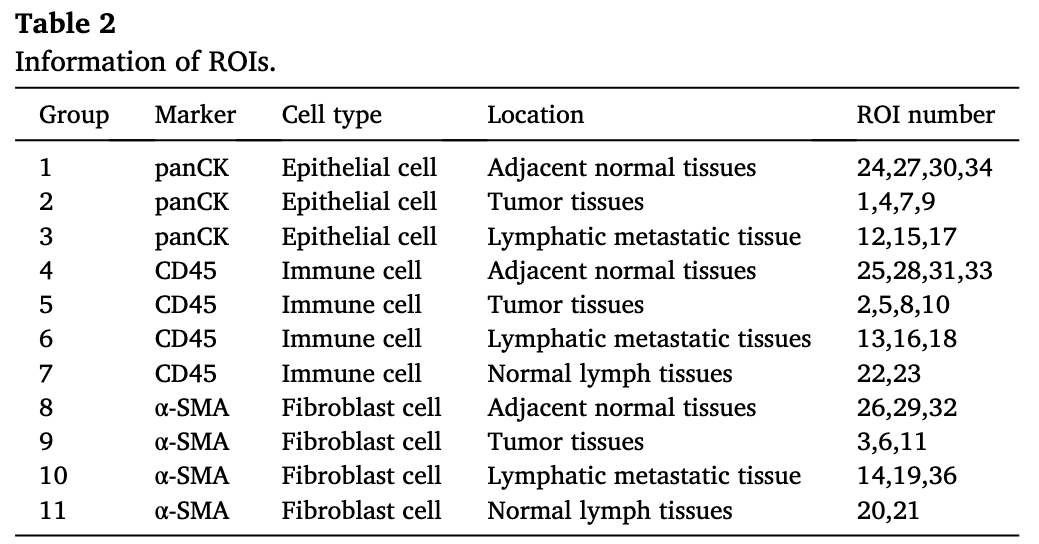 Table 2
Information of ROIs.
Group Marker Cell type Location ROI number
1 panCK Epithelial cell Adjacent normal tissues 24,27,30,34
2 panCK Epithelial cell Tumor tissues 1,4,7,9
3 panCK Epithelial cell Lymphatic metastatic tissue 12,15,17
4 CD45 Immune cell Adjacent normal tissues 25,28,31,33
5 CD45 Immune cell Tumor tissues 2,5,8,10
6 CD45 Immune cell Lymphatic metastatic tissues 13,16,18
7 CD45 Immune cell Normal lymph tissues 22,23
8 α-SMA Fibroblast cell Adjacent normal tissues 26,29,32
9 α-SMA Fibroblast cell Tumor tissues 3,6,11
10 α-SMA Fibroblast cell Lymphatic metastatic tissue 14,19,36
11 α-SMA Fibroblast cell Normal lymph tissues 20,21